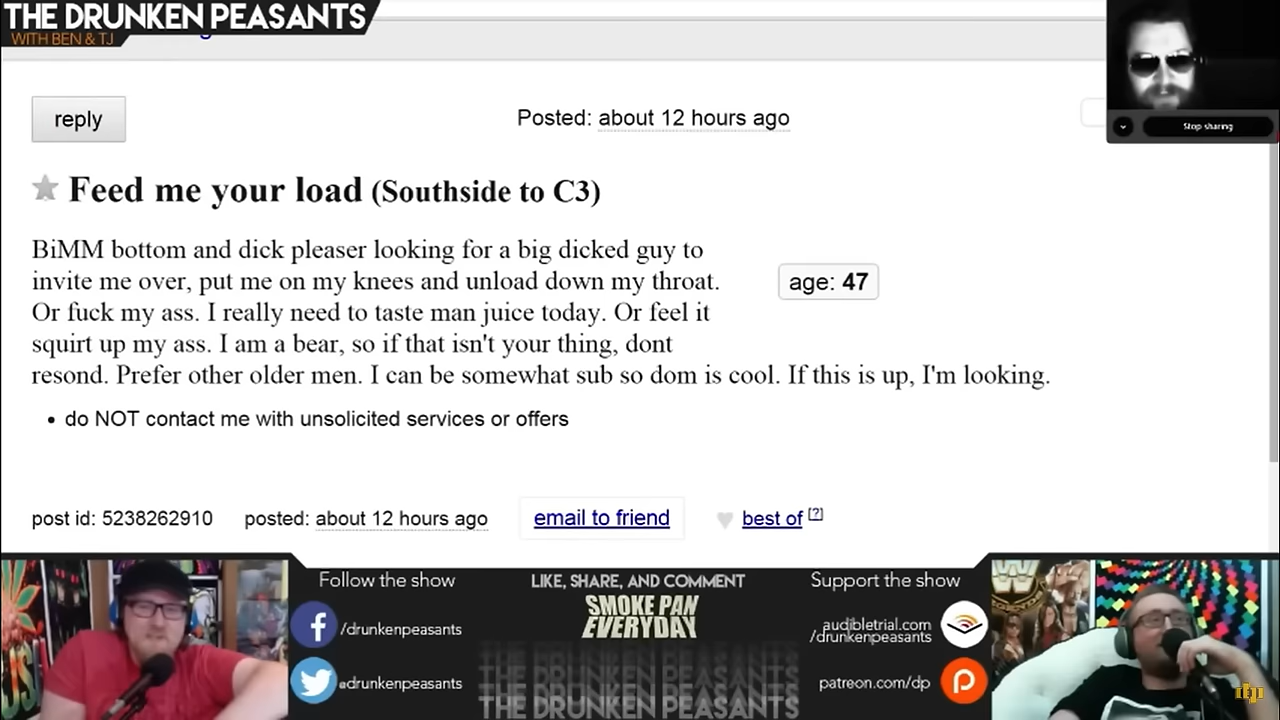 THE DRUNKEN PEASANTS
WITH BEN & TJ
Stop sharing
reply
Posted: about 12 hours ago
Feed me your load (Southside to C3)
BiMM bottom and dick pleaser looking for a big dicked guy to
invite me over, put me on my knees and unload down my throat.
Or fuck my ass. I really need to taste man juice today. Or feel it
squirt up my ass. I am a bear, so if that isn't your thing, dont
resond. Prefer other older men. I can be somewhat sub so dom is cool. If this is up, I'm looking.
age: 47
• do NOT contact me with unsolicited services or offers
post id: 5238262910
posted: about 12 hours ago
email to friend
best of [?]
Follow the show
/drunkenpeasants
@drunkenpeasants
LIKE, SHARE, AND COMMENT
SMOKE PAN
EVERYDAY
THE DRUNKEN PEASANTS
THE DRUNKEN PEASANTS
THE DRUNKEN PEASANTS
Support the show
audibletrial.com
/drunkenpeasants
patreon.com/dp
dp